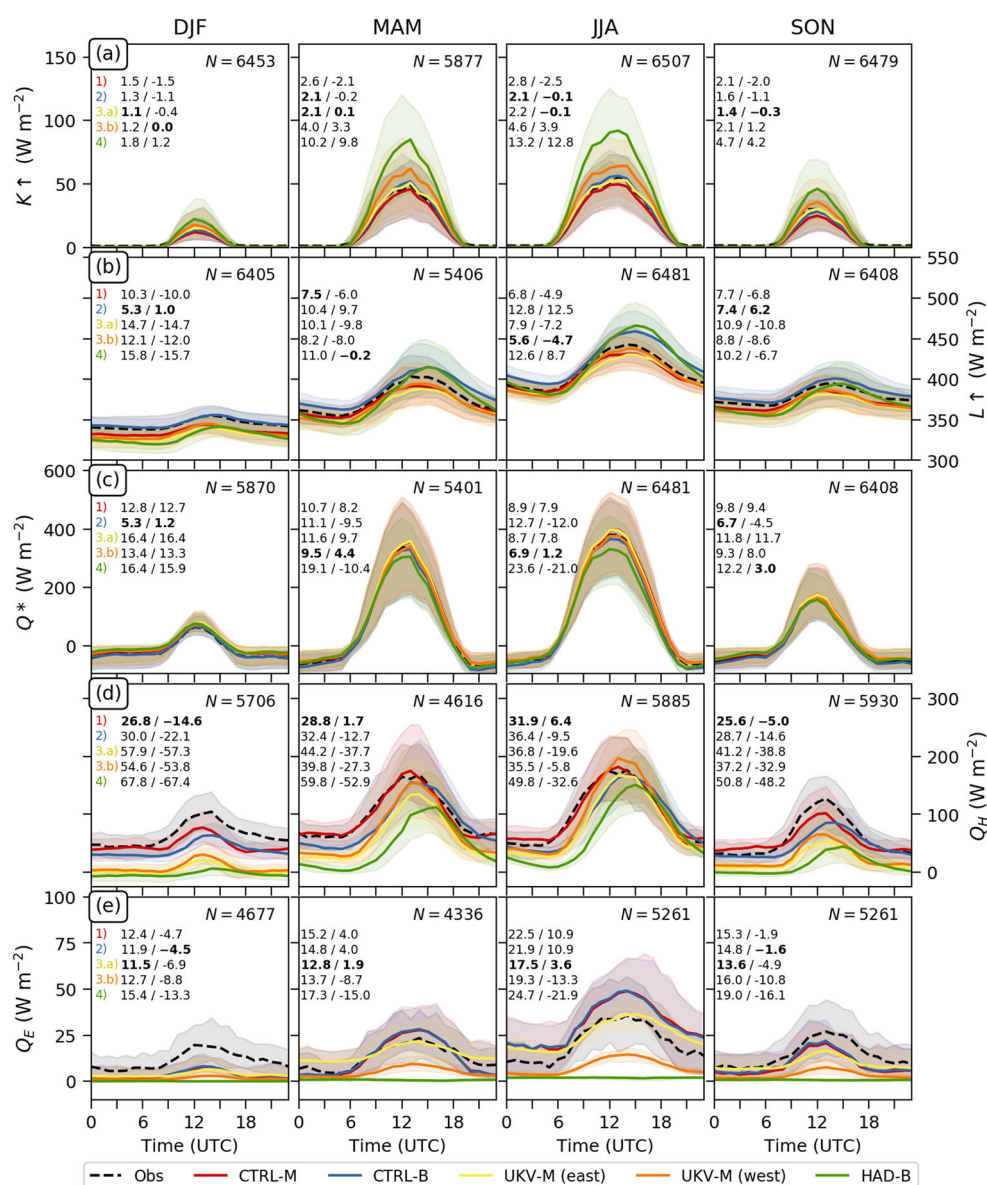 DJF MAM JJA SON
(a)
K↑ (W m⁻²)
150
100
50
0
N = 6453
1) 1.5 / -1.5
2) 1.3 / -1.1
3.a) 1.1 / -0.4
3.b) 1.2 / 0.0
4) 1.8 / 1.2
N = 5877
2.6 / -2.1
2.1 / -0.2
2.1 / 0.1
4.0 / 3.3
10.2 / 9.8
N = 6507
2.8 / -2.5
2.1 / −0.1
2.2 / −0.1
4.6 / 3.9
13.2 / 12.8
N = 6479
2.1 / -2.0
1.6 / -1.1
1.4 / −0.3
2.1 / 1.2
4.7 / 4.2
(b)
N = 6405
1) 10.3 / -10.0
2) 5.3 / 1.0
3.a) 14.7 / -14.7
3.b) 12.1 / -12.0
4) 15.8 / -15.7
N = 5406
7.5 / -6.0
10.4 / 9.7
10.1 / -9.8
8.2 / -8.0
11.0 / −0.2
N = 6481
6.8 / -4.9
12.8 / 12.5
7.9 / -7.2
5.6 / −4.7
12.6 / 8.7
N = 6408
7.7 / -6.8
7.4 / 6.2
10.9 / -10.8
8.8 / -8.6
10.2 / -6.7
550
500
450
400
350
300
L↑ (W m⁻²)
(c)
Q* (W m⁻²)
600
400
200
0
N = 5870
1) 12.8 / 12.7
2) 5.3 / 1.2
3.a) 16.4 / 16.4
3.b) 13.4 / 13.3
4) 16.4 / 15.9
N = 5401
10.7 / 8.2
11.1 / -9.5
11.6 / 9.7
9.5 / 4.4
19.1 / -10.4
N = 6481
8.9 / 7.9
12.7 / -12.0
8.7 / 7.8
6.9 / 1.2
23.6 / -21.0
N = 6408
9.8 / 9.4
6.7 / -4.5
11.8 / 11.7
9.3 / 8.0
12.2 / 3.0
(d)
N = 5706
1) 26.8 / −14.6
2) 30.0 / -22.1
3.a) 57.9 / -57.3
3.b) 54.6 / -53.8
4) 67.8 / -67.4
N = 4616
28.8 / 1.7
32.4 / -12.7
44.2 / -37.7
39.8 / -27.3
59.8 / -52.9
N = 5885
31.9 / 6.4
36.4 / -9.5
36.8 / -19.6
35.5 / -5.8
49.8 / -32.6
N = 5930
25.6 / −5.0
28.7 / -14.6
41.2 / -38.8
37.2 / -32.9
50.8 / -48.2
300
200
100
0
Q_H (W m⁻²)
(e)
Q_E (W m⁻²)
100
75
50
25
0
N = 4677
1) 12.4 / -4.7
2) 11.9 / −4.5
3.a) 11.5 / -6.9
3.b) 12.7 / -8.8
4) 15.4 / -13.3
N = 4336
15.2 / 4.0
14.8 / 4.0
12.8 / 1.9
13.7 / -8.7
17.3 / -15.0
N = 5261
22.5 / 10.9
21.9 / 10.9
17.5 / 3.6
19.3 / -13.3
24.7 / -21.9
N = 5261
15.3 / -1.9
14.8 / −1.6
13.6 / -4.9
16.0 / -10.8
19.0 / -16.1
0 6 12 18 0 6 12 18 0 6 12 18 0 6 12 18
Time (UTC) Time (UTC) Time (UTC) Time (UTC)
Obs CTRL-M CTRL-B UKV-M (east) UKV-M (west) HAD-B